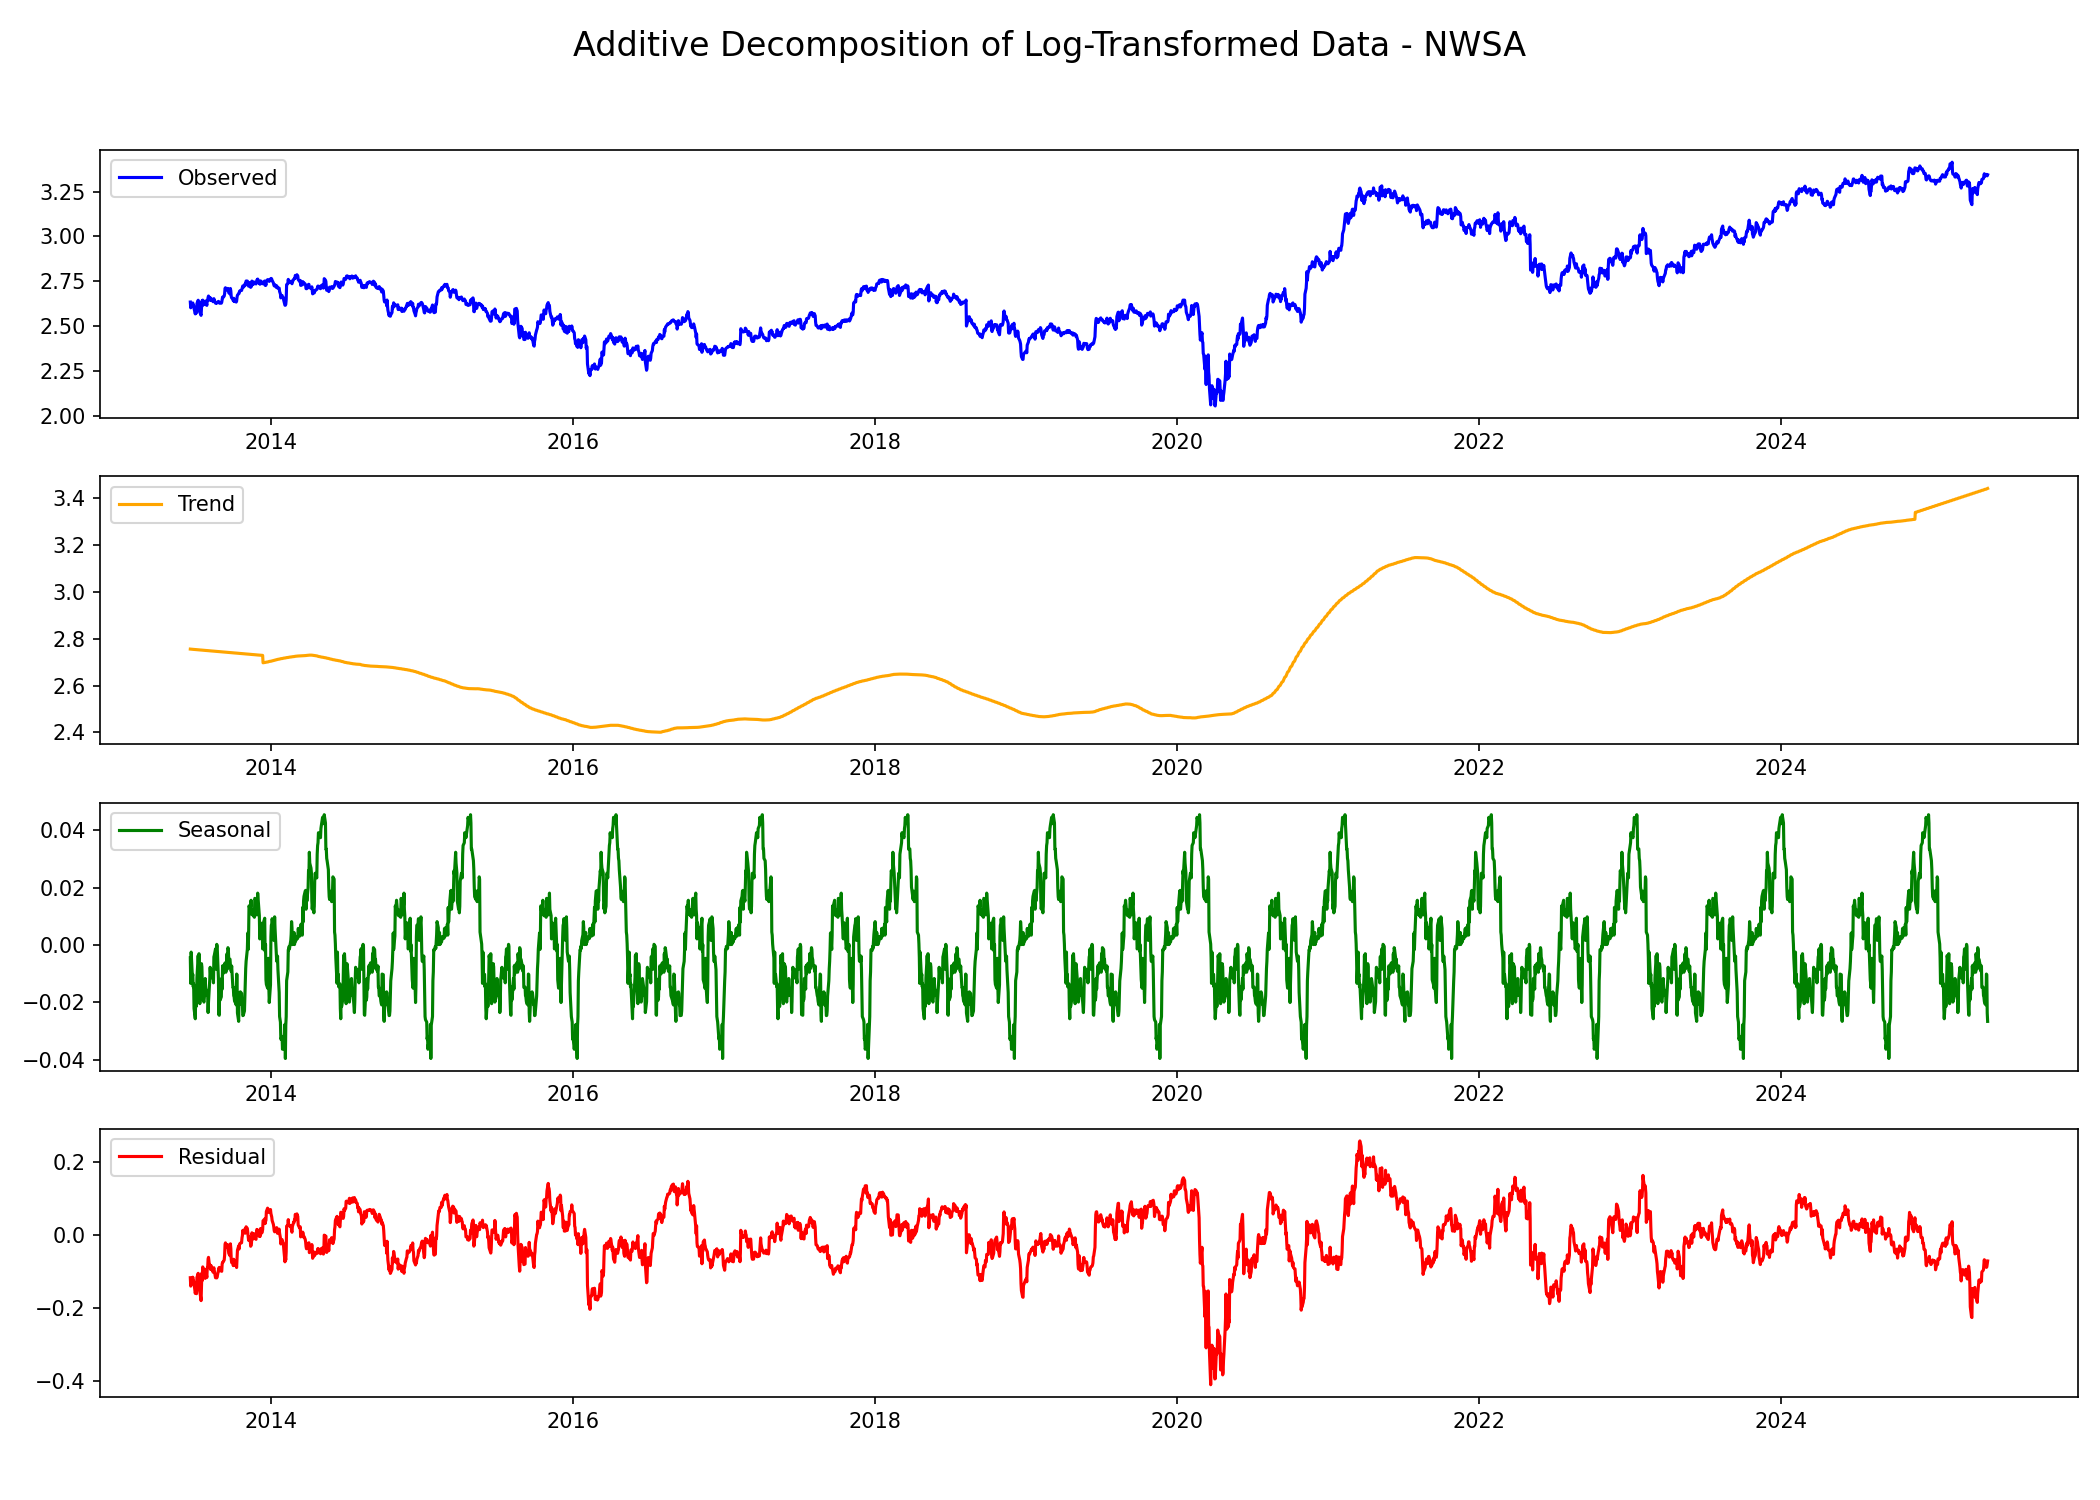 Additive Decomposition of Log-Transformed Data - NWSA
Observed
3.25
3.00
2.75
2.50
2.25
2.00
2014 2016 2018 2020 2022 2024
Trend
3.4
3.2
3.0
2.8
2.6
2.4
2014 2016 2018 2020 2022 2024
Seasonal
0.04
0.02
0.00
−0.02
−0.04
2014 2016 2018 2020 2022 2024
Residual
0.2
0.0
−0.2
−0.4
2014 2016 2018 2020 2022 2024